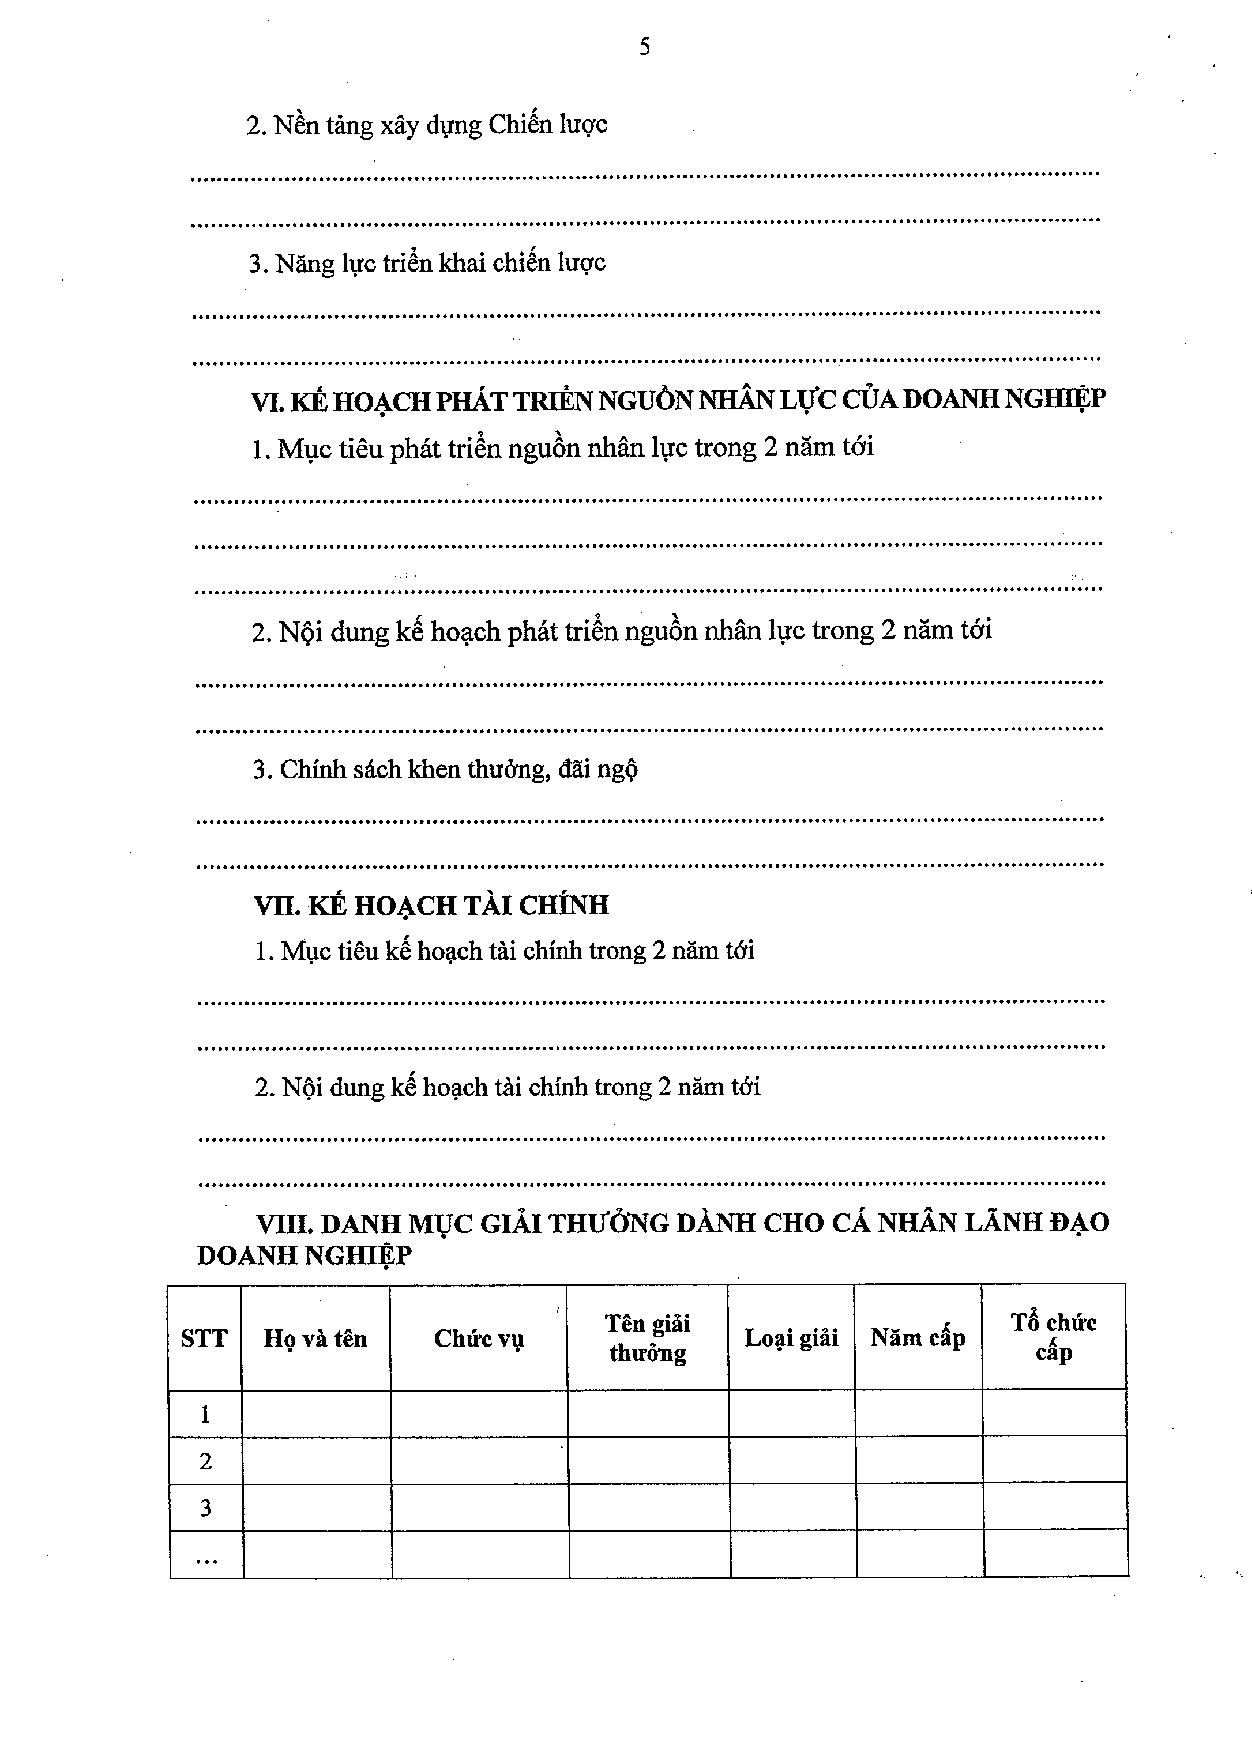 5
2. Nền tảng xây dựng Chiến lược
........................................................................................................................
........................................................................................................................
3. Năng lực triển khai chiến lược
........................................................................................................................
........................................................................................................................
VI. KẾ HOẠCH PHÁT TRIỂN NGUỒN NHÂN LỰC CỦA DOANH NGHIỆP
1. Mục tiêu phát triển nguồn nhân lực trong 2 năm tới
........................................................................................................................
........................................................................................................................
........................................................................................................................
2. Nội dung kế hoạch phát triển nguồn nhân lực trong 2 năm tới
........................................................................................................................
........................................................................................................................
3. Chính sách khen thưởng, đãi ngộ
........................................................................................................................
........................................................................................................................
VII. KẾ HOẠCH TÀI CHÍNH
1. Mục tiêu kế hoạch tài chính trong 2 năm tới
........................................................................................................................
........................................................................................................................
2. Nội dung kế hoạch tài chính trong 2 năm tới
........................................................................................................................
........................................................................................................................
VIII. DANH MỤC GIẢI THƯỞNG DÀNH CHO CÁ NHÂN LÃNH ĐẠO
DOANH NGHIỆP
STT Họ và tên Chức vụ Tên giải thưởng Loại giải Năm cấp Tổ chức cấp
1
2
3
...